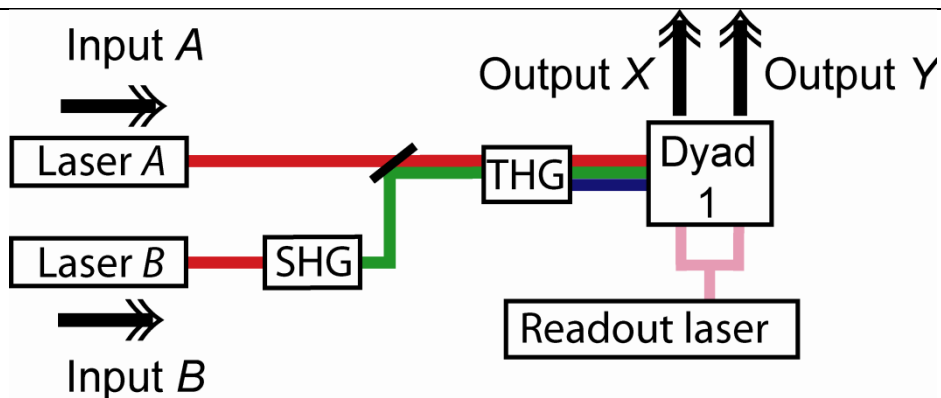 Input A
Output X
Output Y
Laser A
THG
Dyad
1
Laser B
SHG
Readout laser
Input B